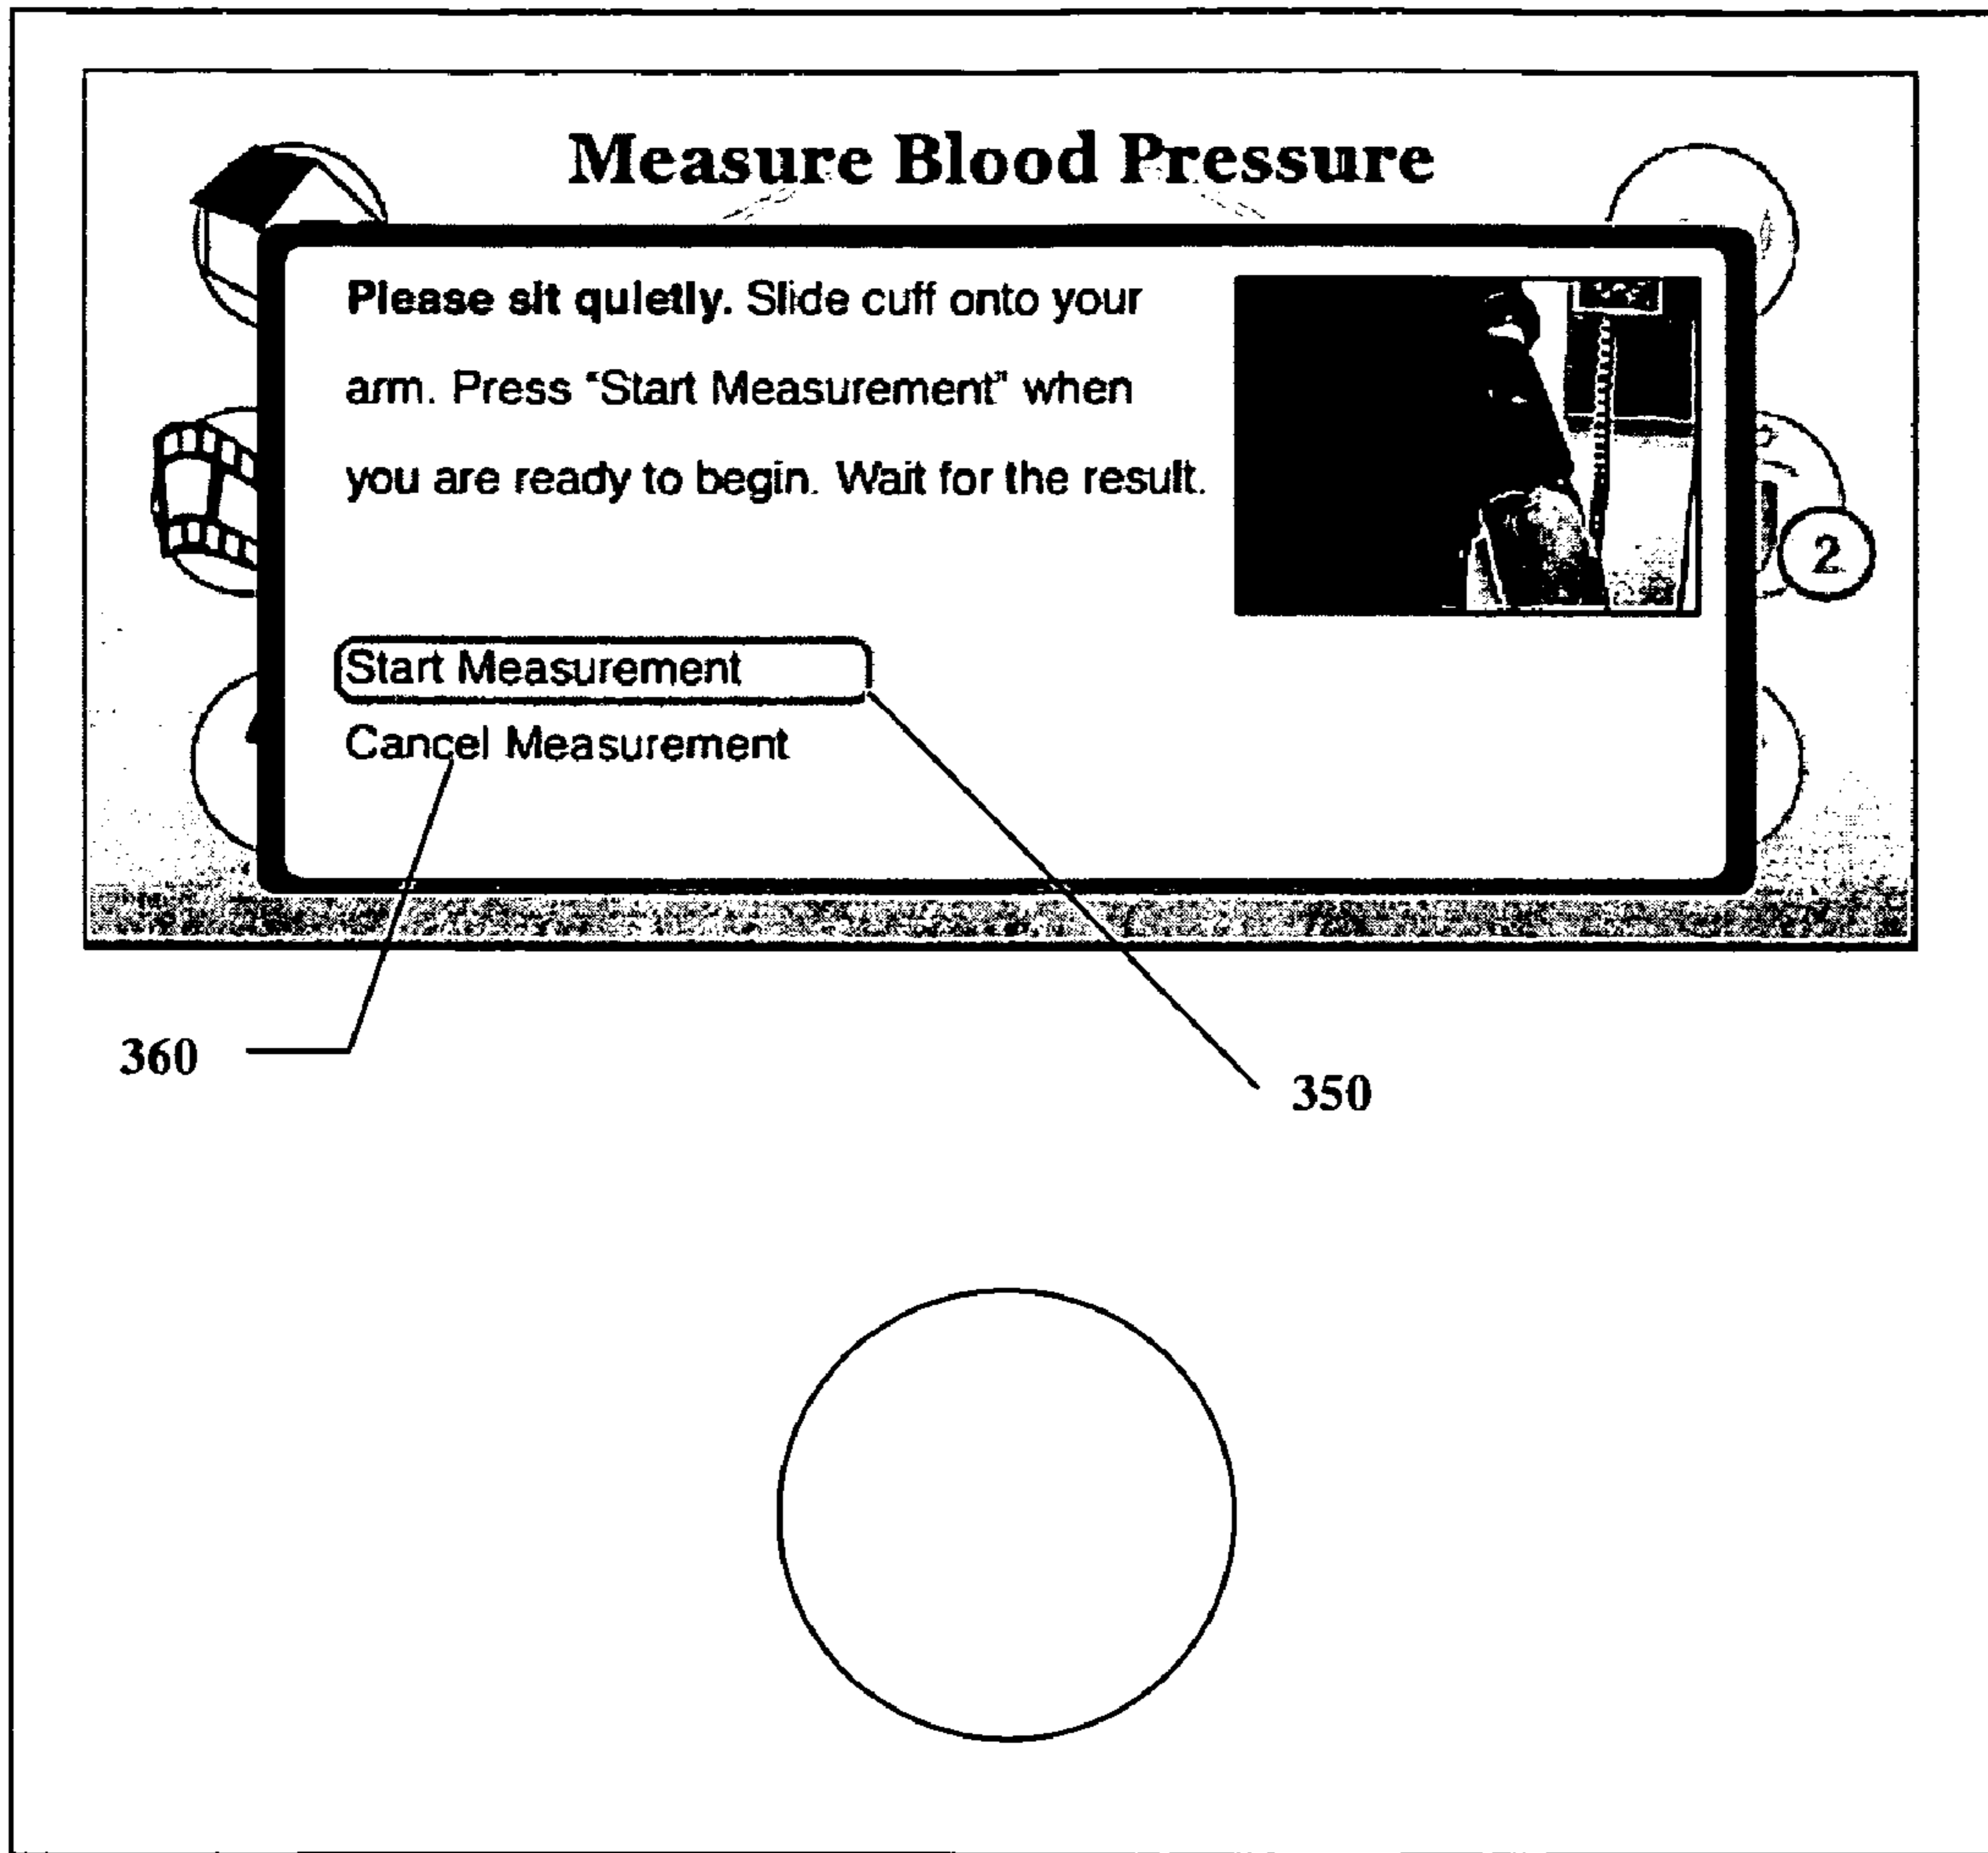 Measure Blood Pressure
Please sit quietly. Slide cuff onto your
arm. Press "Start Measurement" when
you are ready to begin. Wait for the result.
2
Start Measurement
Cancel Measurement
360
350